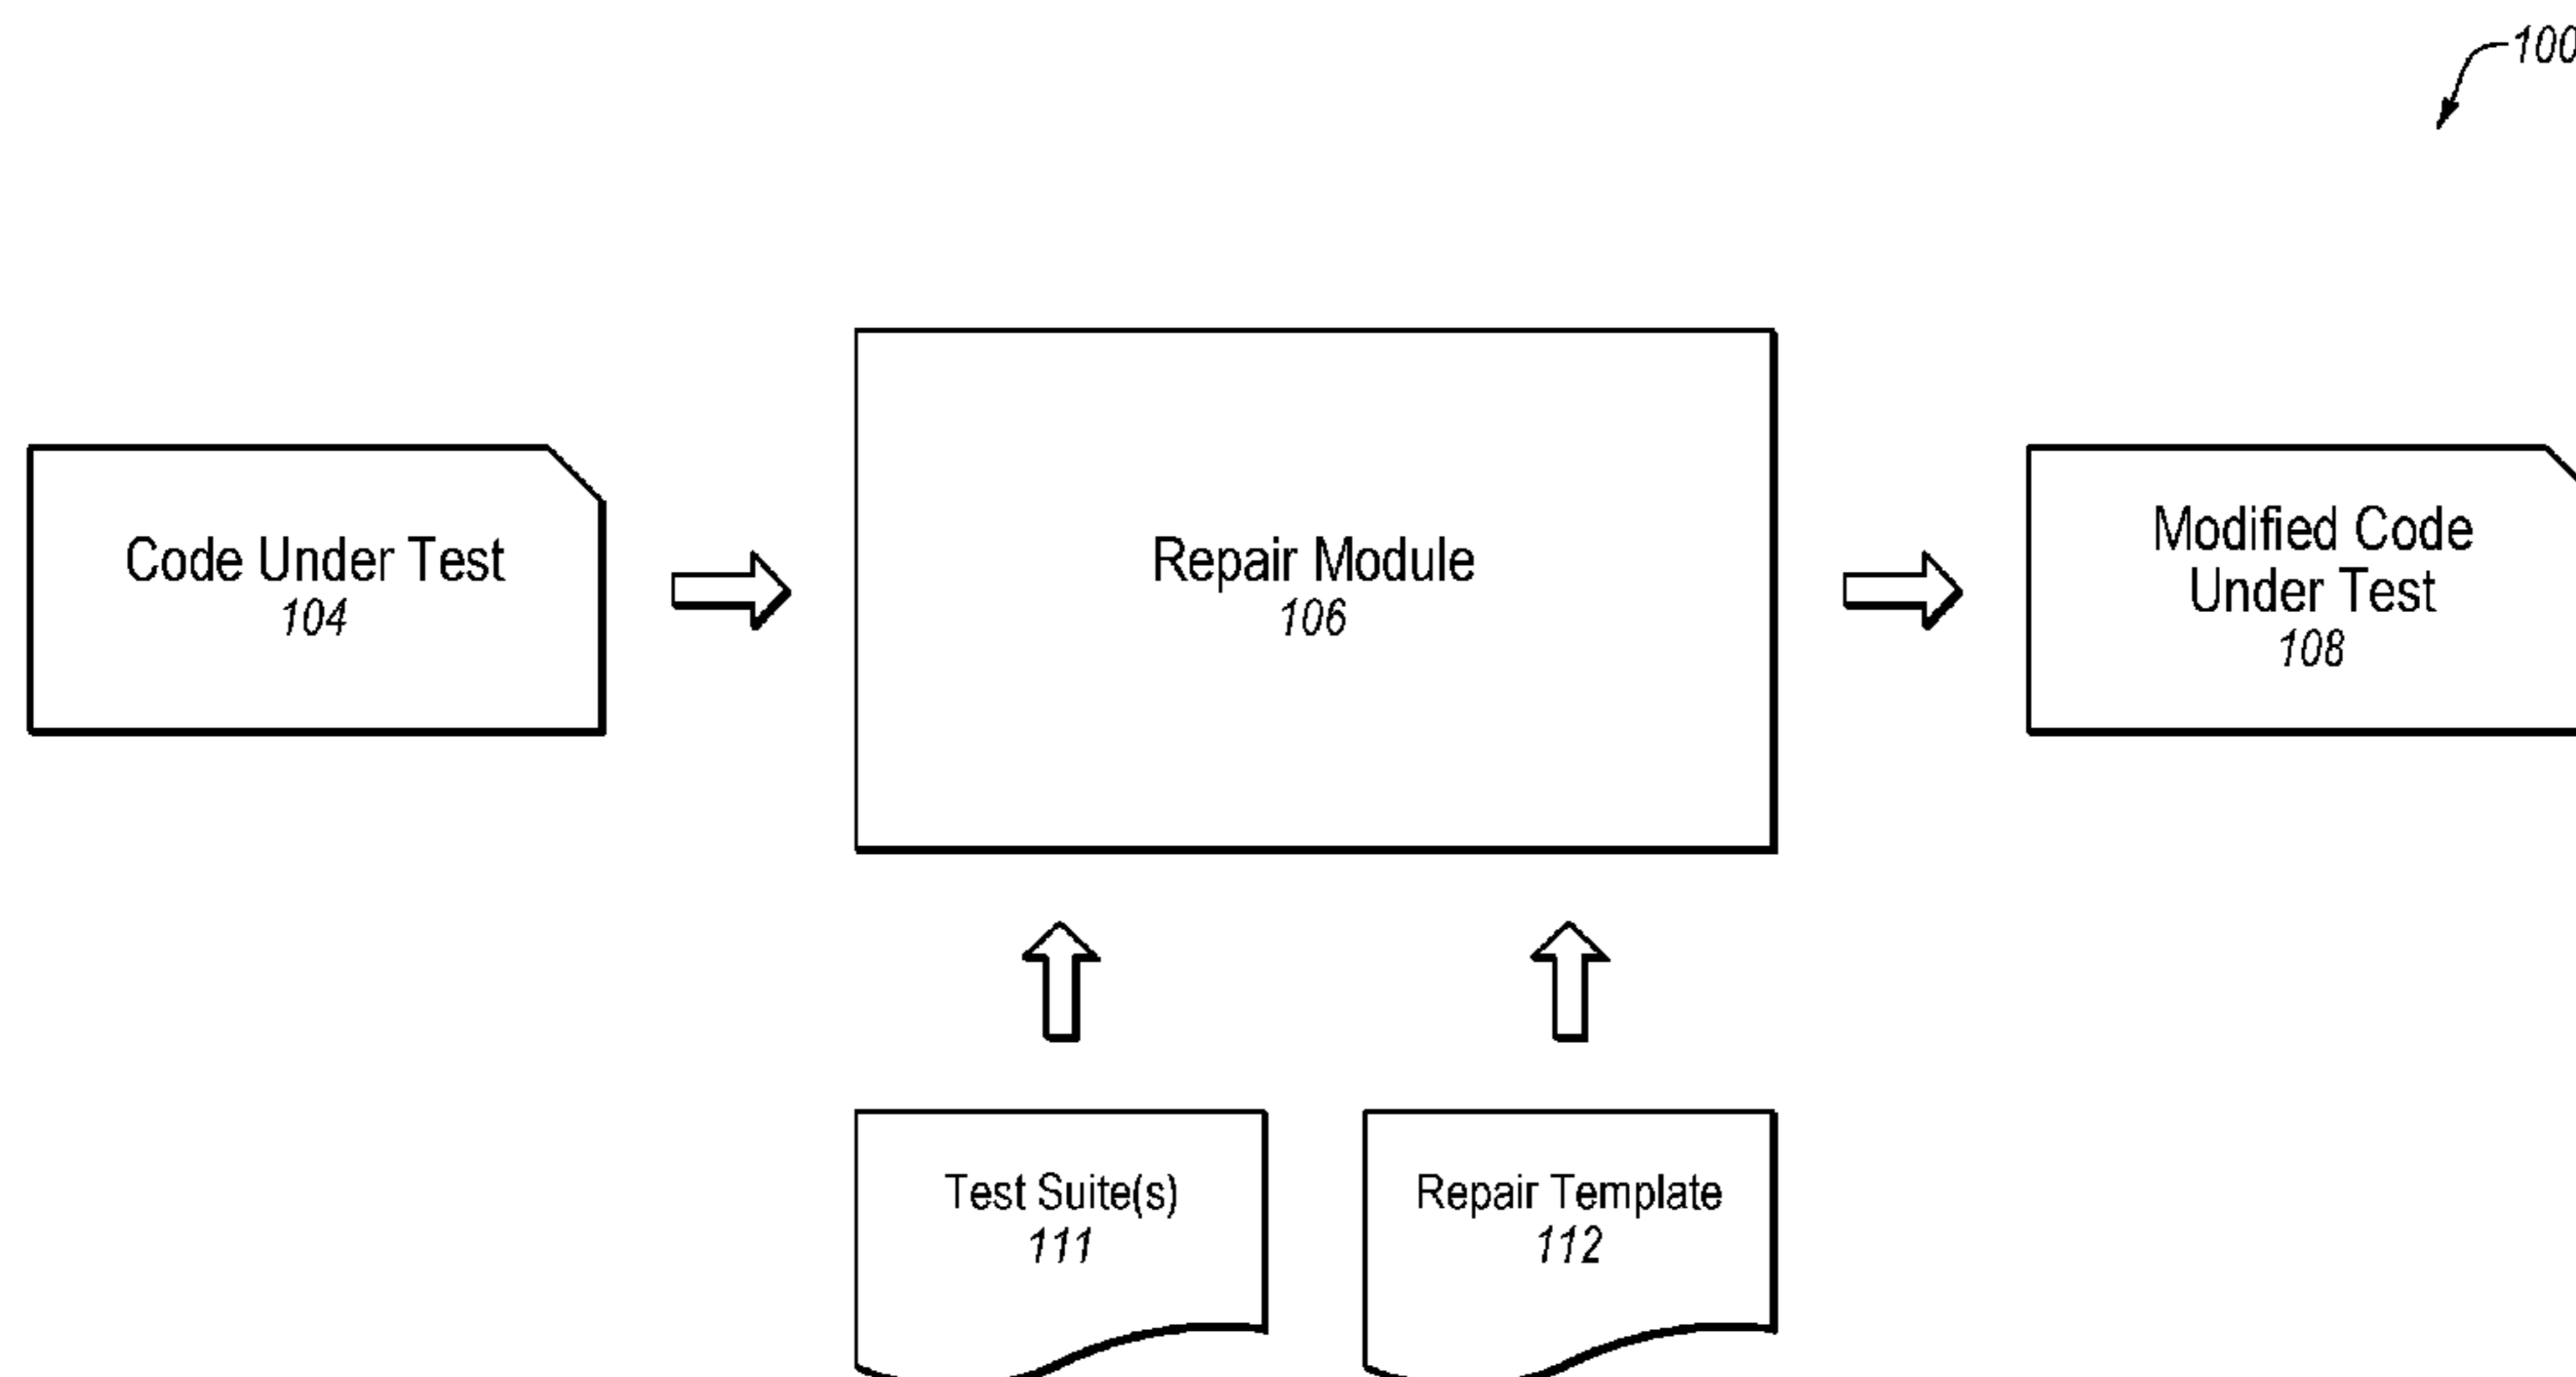 100
Code Under Test
104
Repair Module
106
Modified Code
Under Test
108
Test Suite(s)
111
Repair Template
112